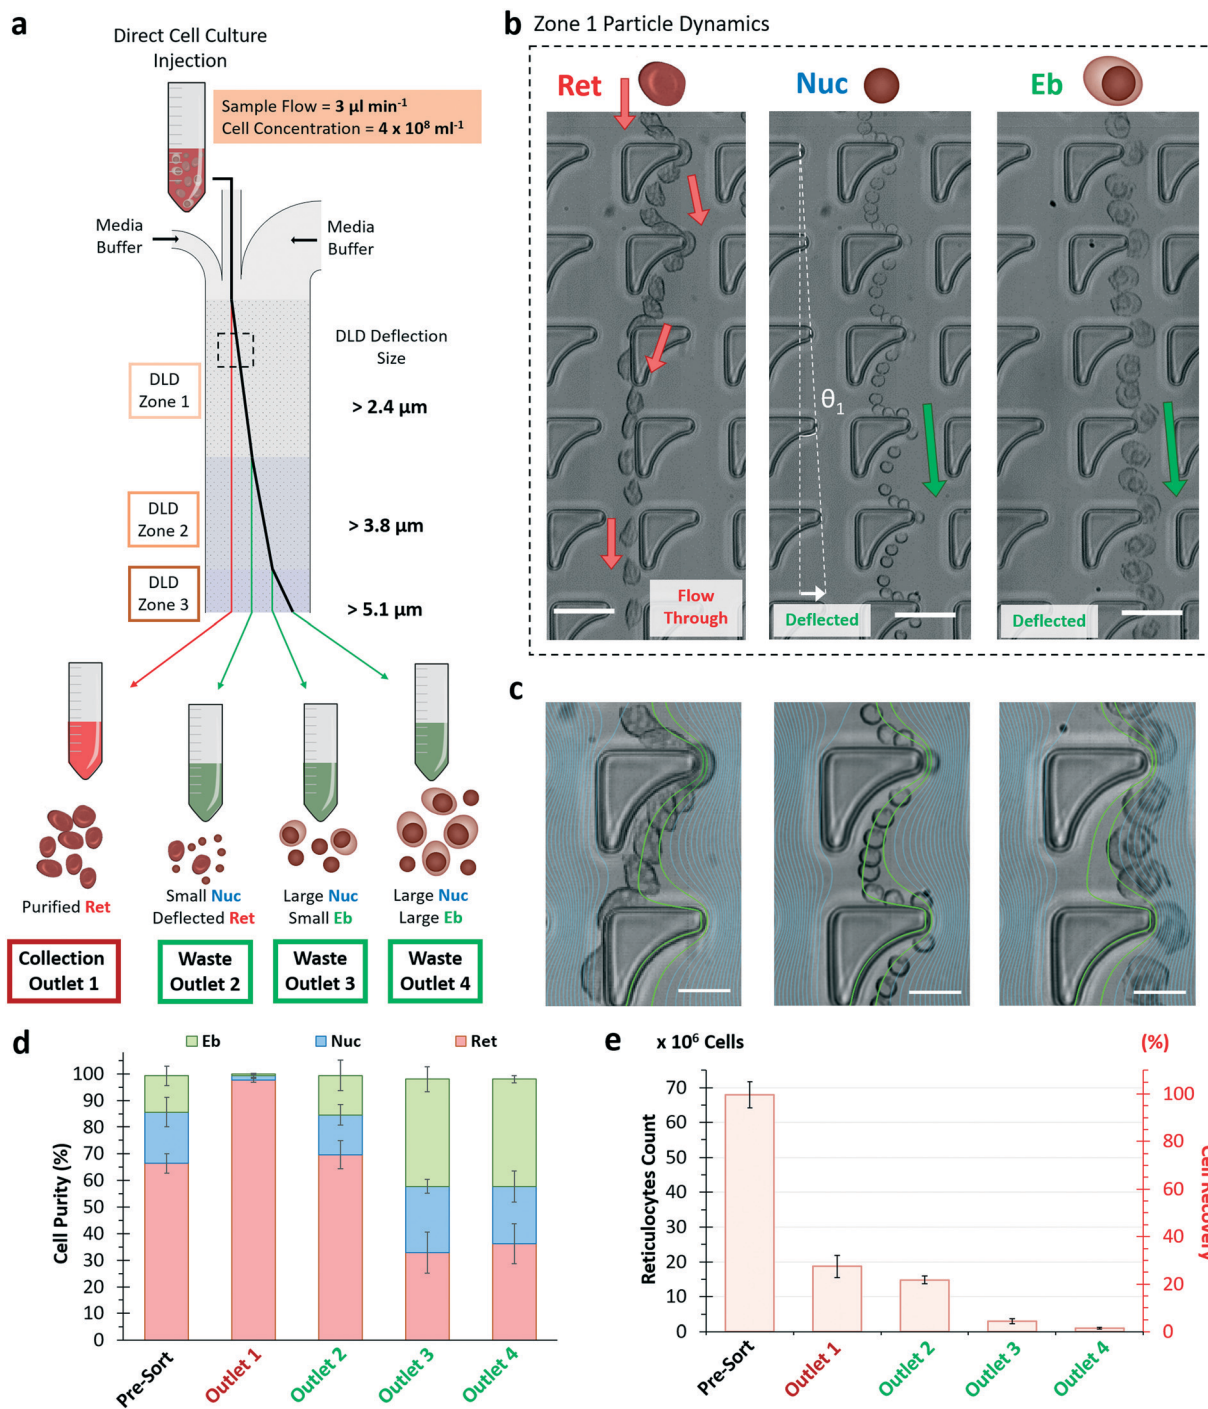 a
Direct Cell Culture
Injection
Sample Flow = 3 µl min⁻¹
Cell Concentration = 4 x 10⁸ ml⁻¹
Media
Buffer
Media
Buffer
DLD Deflection
Size
DLD
Zone 1
> 2.4 µm
DLD
Zone 2
> 3.8 µm
DLD
Zone 3
> 5.1 µm
Purified Ret
Small Nuc
Deflected Ret
Large Nuc
Small Eb
Large Nuc
Large Eb
Collection
Outlet 1
Waste
Outlet 2
Waste
Outlet 3
Waste
Outlet 4
b Zone 1 Particle Dynamics
Ret
Nuc
Eb
θ₁
Flow
Through
Deflected
Deflected
c
d
Eb
Nuc
Ret
Cell Purity (%)
100
90
80
70
60
50
40
30
20
10
0
Pre-Sort
Outlet 1
Outlet 2
Outlet 3
Outlet 4
e
x 10⁶ Cells
(%)
Reticulocytes Count
70
60
50
40
30
20
10
0
100
80
60
40
20
0
Cell Recovery
Pre-Sort
Outlet 1
Outlet 2
Outlet 3
Outlet 4